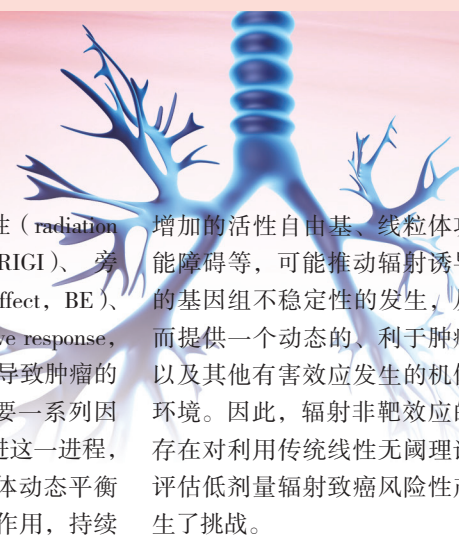 性（radiation
RIGI）、 旁
ffect，BE）、
ve response，
导致肿瘤的
要一系列因
进这一进程，
体动态平衡
作用，持续
增加的活性自由基、线粒体功
能障碍等，可能推动辐射诱导
的基因组不稳定性的发生，从
而提供一个动态的、利于肿瘤
以及其他有害效应发生的机体
环境。因此，辐射非靶效应的
存在对利用传统线性无阈理论
评估低剂量辐射致癌风险性产
生了挑战。